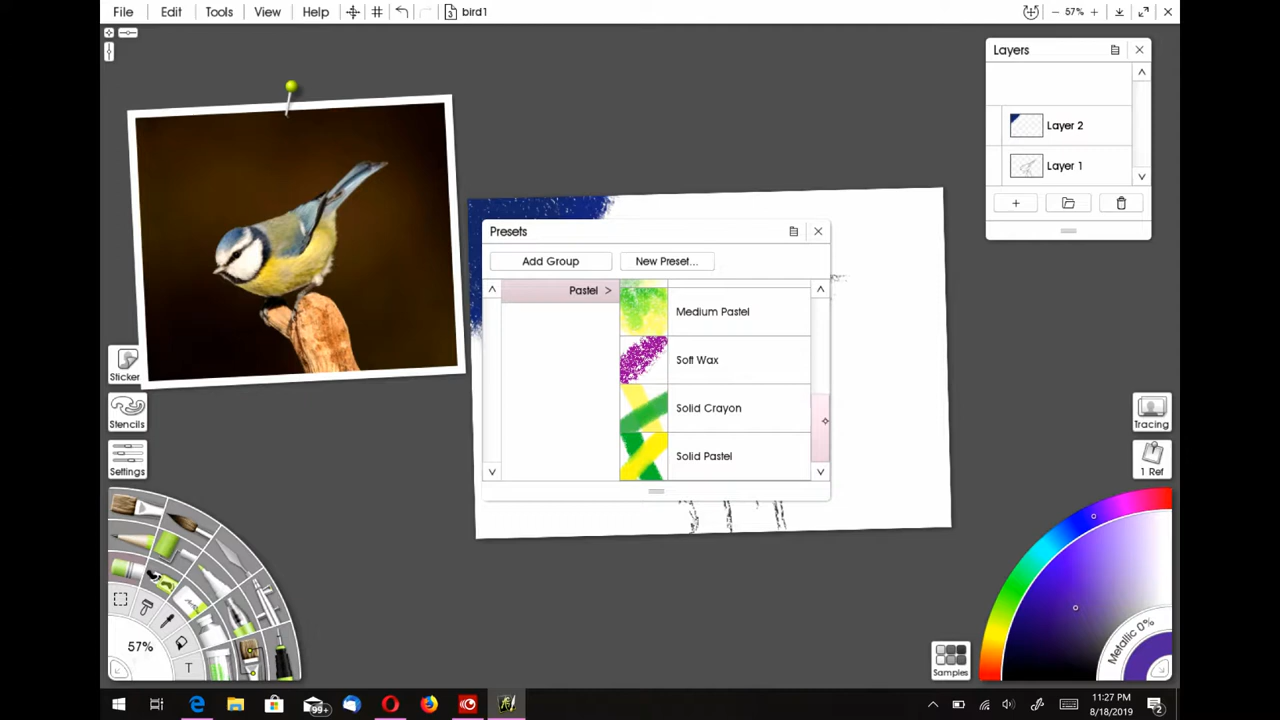 File Edit Tools View Help bird1 57%
Layers
Layer 2
Layer 1
Presets
Add Group New Preset...
Pastel >
Medium Pastel
Soft Wax
Solid Crayon
Solid Pastel
Sticker
Stencils
Settings
Tracing
1 Ref
57%
T
Samples
Metallic 0%
99+
11:27 PM
8/18/2019
2